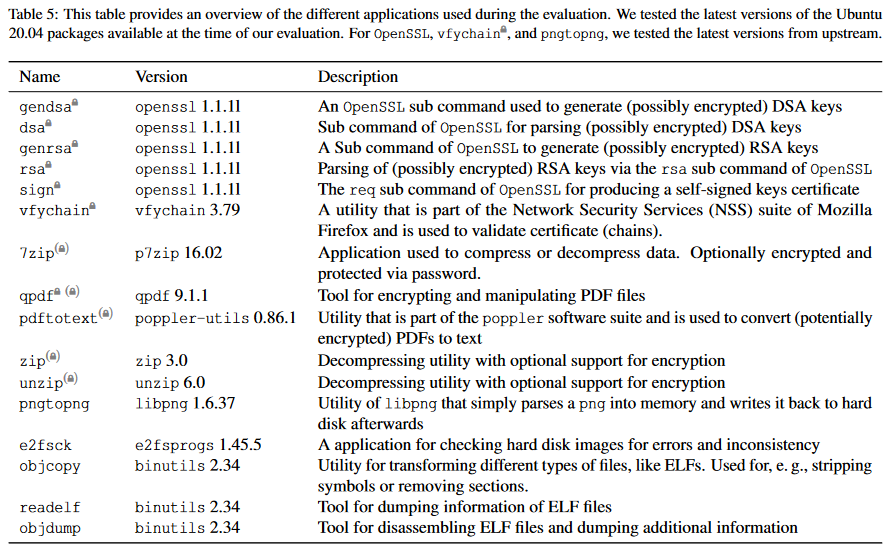 Table 5: This table provides an overview of the different applications used during the evaluation. We tested the latest versions of the Ubuntu
20.04 packages available at the time of our evaluation. For OpenSSL, vfychain🔒, and pngtopng, we tested the latest versions from upstream.
Name Version Description
gendsa🔒 openssl 1.1.1l An OpenSSL sub command used to generate (possibly encrypted) DSA keys
dsa🔒 openssl 1.1.1l Sub command of OpenSSL for parsing (possibly encrypted) DSA keys
genrsa🔒 openssl 1.1.1l A Sub command of OpenSSL to generate (possibly encrypted) RSA keys
rsa🔒 openssl 1.1.1l Parsing of (possibly encrypted) RSA keys via the rsa sub command of OpenSSL
sign🔒 openssl 1.1.1l The req sub command of OpenSSL for producing a self-signed keys certificate
vfychain🔒 vfychain 3.79 A utility that is part of the Network Security Services (NSS) suite of Mozilla
Firefox and is used to validate certificate (chains).
7zip(🔒) p7zip 16.02 Application used to compress or decompress data. Optionally encrypted and
protected via password.
qpdf🔒 (🔒) qpdf 9.1.1 Tool for encrypting and manipulating PDF files
pdftotext(🔒) poppler-utils 0.86.1 Utility that is part of the poppler software suite and is used to convert (potentially
encrypted) PDFs to text
zip(🔒) zip 3.0 Decompressing utility with optional support for encryption
unzip(🔒) unzip 6.0 Decompressing utility with optional support for encryption
pngtopng libpng 1.6.37 Utility of libpng that simply parses a png into memory and writes it back to hard
disk afterwards
e2fsck e2fsprogs 1.45.5 A application for checking hard disk images for errors and inconsistency
objcopy binutils 2.34 Utility for transforming different types of files, like ELFs. Used for, e. g., stripping
symbols or removing sections.
readelf binutils 2.34 Tool for dumping information of ELF files
objdump binutils 2.34 Tool for disassembling ELF files and dumping additional information